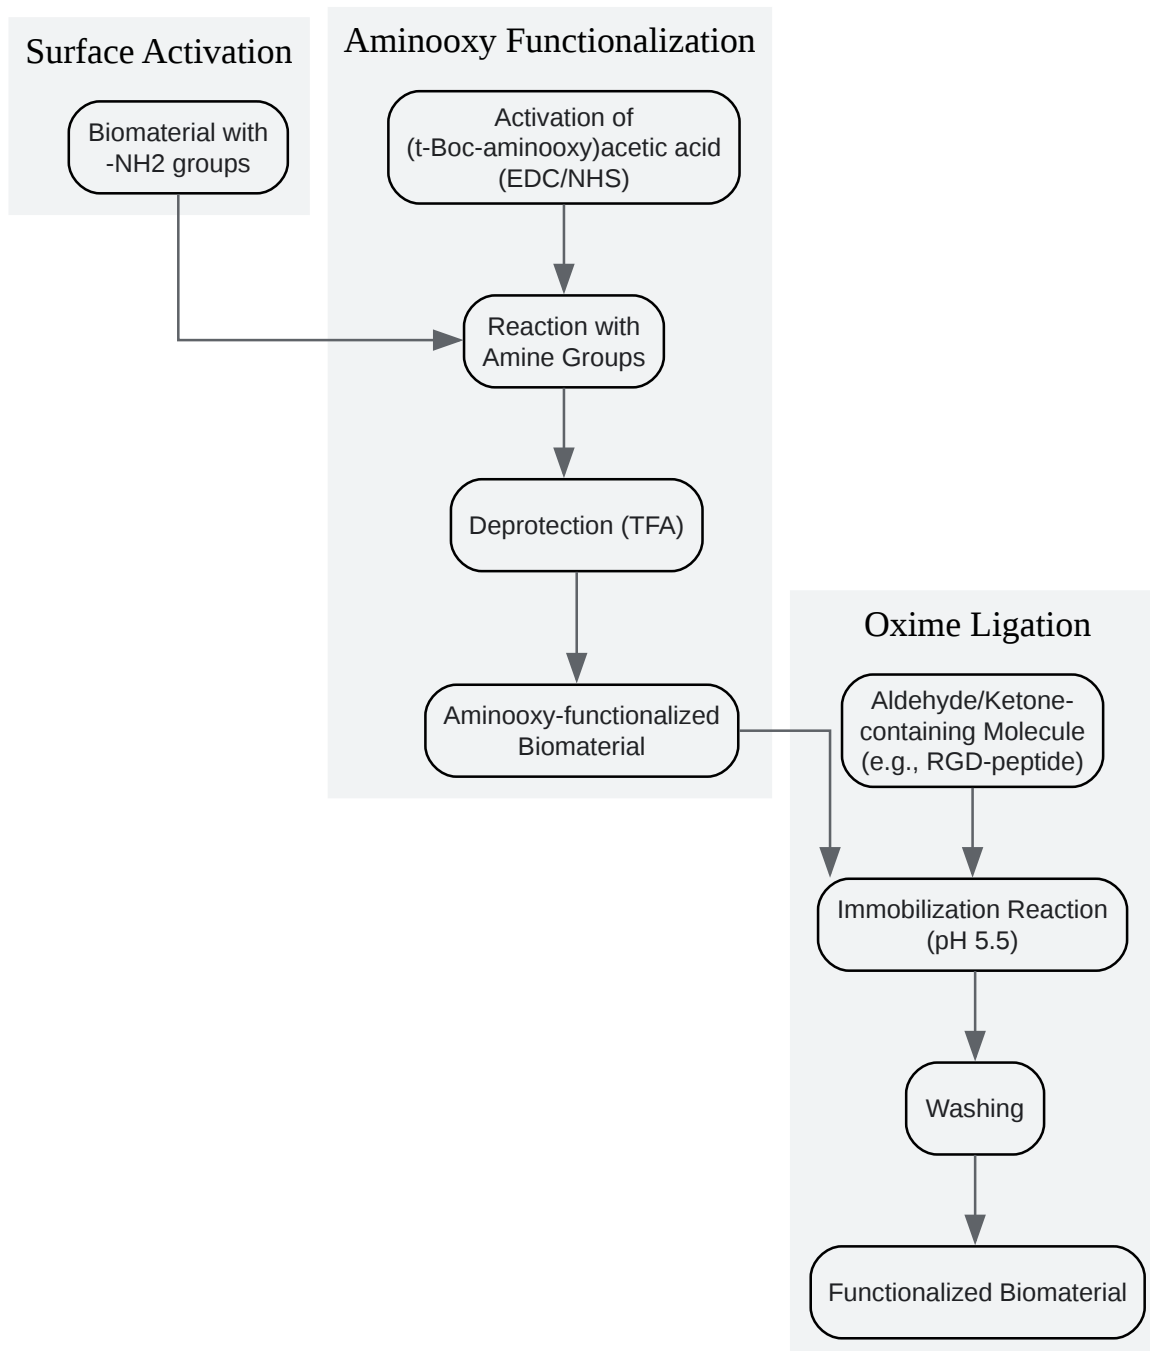 Surface Activation
Biomaterial with
-NH2 groups
Aminooxy Functionalization
Activation of
(t-Boc-aminooxy)acetic acid
(EDC/NHS)
Reaction with
Amine Groups
Deprotection (TFA)
Aminooxy-functionalized
Biomaterial
Oxime Ligation
Aldehyde/Ketone-
containing Molecule
(e.g., RGD-peptide)
Immobilization Reaction
(pH 5.5)
Washing
Functionalized Biomaterial